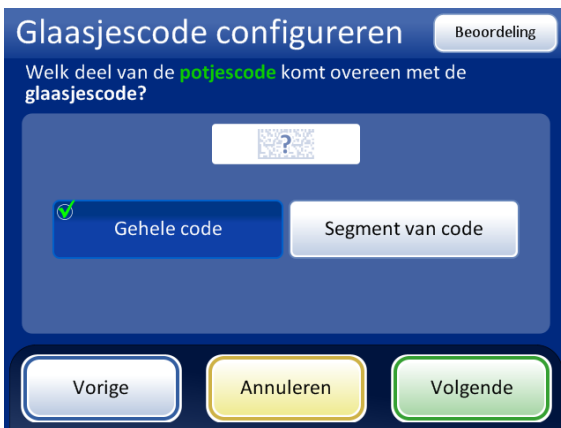 Glaasjescode configureren
Beoordeling
Welk deel van de potjescode komt overeen met de
glaasjescode?
?
Gehele code
Segment van code
Vorige
Annuleren
Volgende